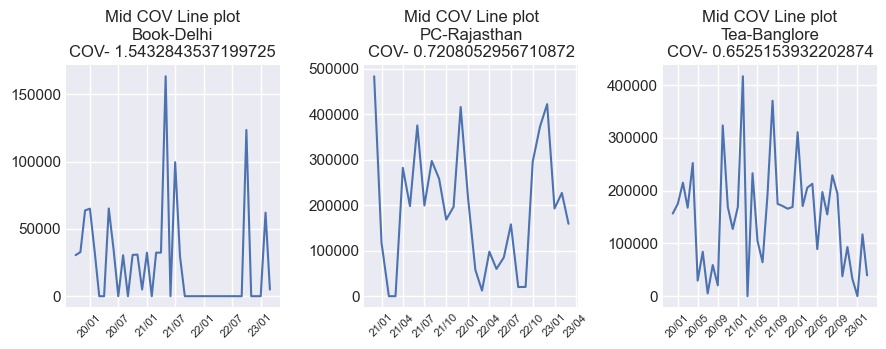 Mid COV Line plot
Book-Delhi
COV- 1.5432843537199725
150000
100000
50000
0
20/01 20/07 21/01 21/07 22/01 22/07 23/01
Mid COV Line plot
PC-Rajasthan
COV- 0.7208052956710872
500000
400000
300000
200000
100000
0
21/01 21/04 21/07 21/10 22/01 22/04 22/07 22/10 23/01 23/04
Mid COV Line plot
Tea-Banglore
COV- 0.6525153932202874
400000
300000
200000
100000
0
20/01 20/05 20/09 21/01 21/05 21/09 22/01 22/05 22/09 23/01